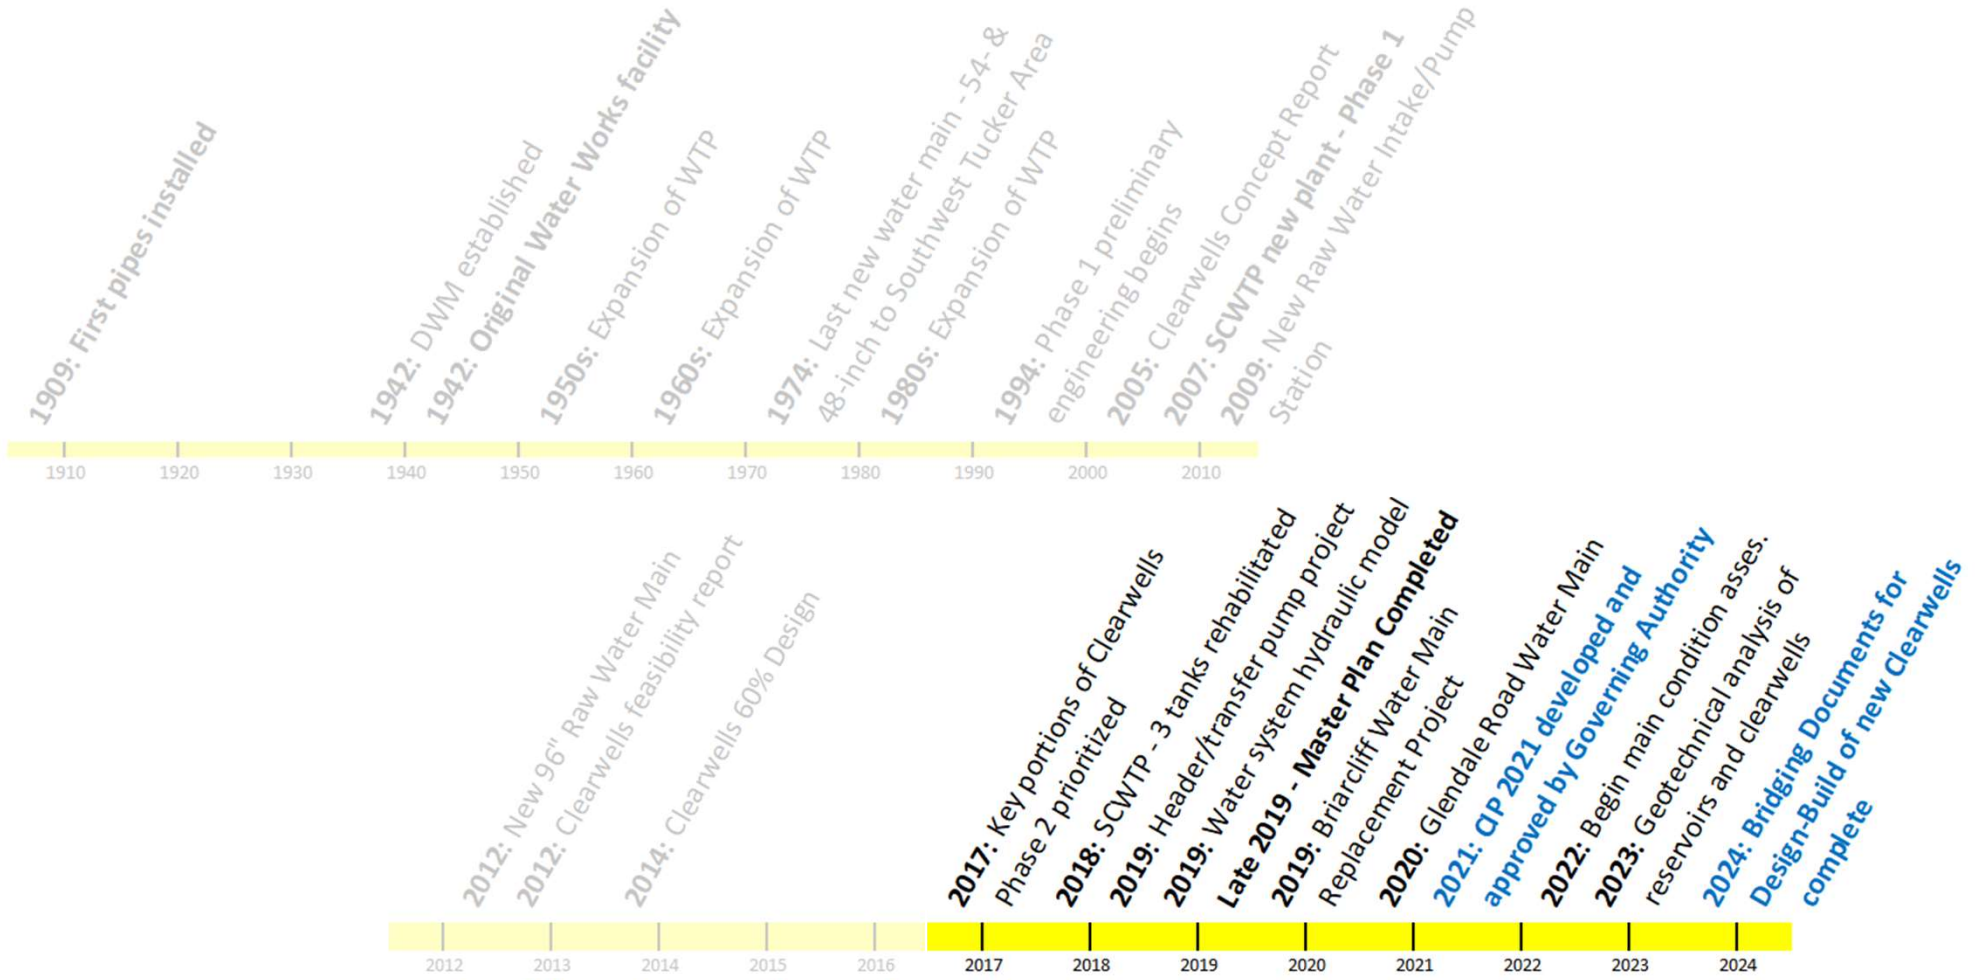 1909: First pipes installed
1942: DWM established
1942: Original Water Works facility
1950s: Expansion of WTP
1960s: Expansion of WTP
1974: Last new water main - 54- &
48-inch to Southwest Tucker Area
1980s: Expansion of WTP
1994: Phase 1 preliminary
engineering begins
2005: Clearwells Concept Report
2007: SCWTP new plant - Phase 1
2009: New Raw Water Intake/Pump
Station
1910 1920 1930 1940 1950 1960 1970 1980 1990 2000 2010
2012: New 96" Raw Water Main
2012: Clearwells feasibility report
2014: Clearwells 60% Design
2017: Key portions of Clearwells
Phase 2 prioritized
2018: SCWTP - 3 tanks rehabilitated
2019: Header/transfer pump project
2019: Water system hydraulic model
Late 2019 - Master Plan Completed
2019: Briarcliff Water Main
Replacement Project
2020: Glendale Road Water Main
2021: CIP 2021 developed and
approved by Governing Authority
2022: Begin main condition asses.
2023: Geotechnical analysis of
reservoirs and clearwells
2024: Bridging Documents for
Design-Build of new Clearwells
complete
2012 2013 2014 2015 2016 2017 2018 2019 2020 2021 2022 2023 2024